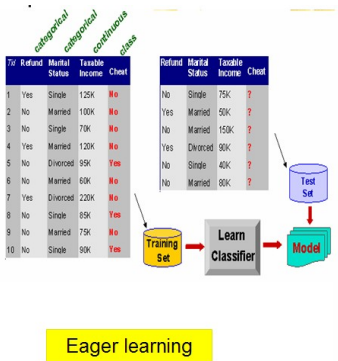 categorical categorical continuous class
Tid Refund Marital Status Taxable Income Cheat
1 Yes Single 125K No
2 No Married 100K No
3 No Single 70K No
4 Yes Married 120K No
5 No Divorced 95K Yes
6 No Married 60K No
7 Yes Divorced 220K No
8 No Single 85K Yes
9 No Married 75K No
10 No Single 90K Yes
Refund Marital Status Taxable Income Cheat
No Single 75K ?
Yes Married 50K ?
No Married 150K ?
Yes Divorced 90K ?
No Single 40K ?
No Married 80K ?
Test
Set
Training
Set
Learn
Classifier
Model
Eager learning